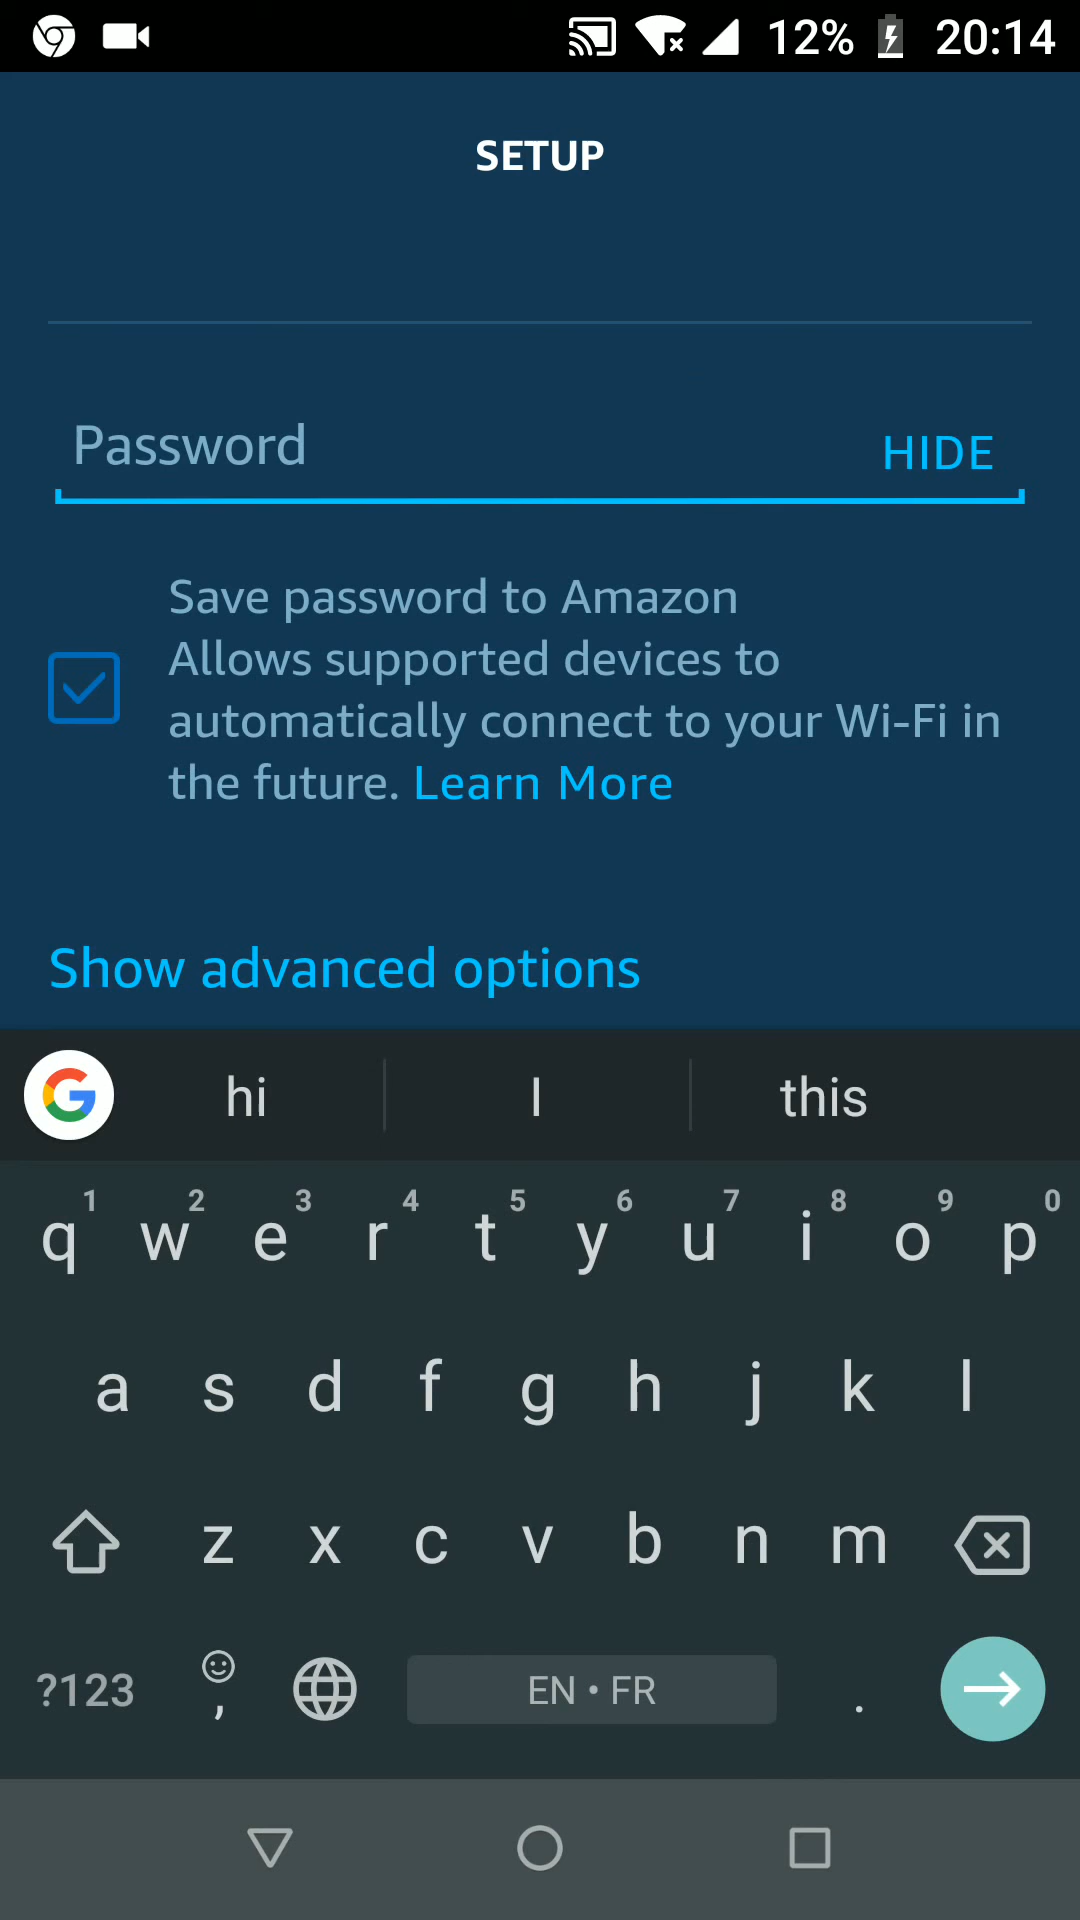 12% 20:14
SETUP
Password HIDE
Save password to Amazon
Allows supported devices to
automatically connect to your Wi-Fi in
the future. Learn More
Show advanced options
G hi I this
1 2 3 4 5 6 7 8 9 0
q w e r t y u i o p
a s d f g h j k l
z x c v b n m
?123 , EN • FR .